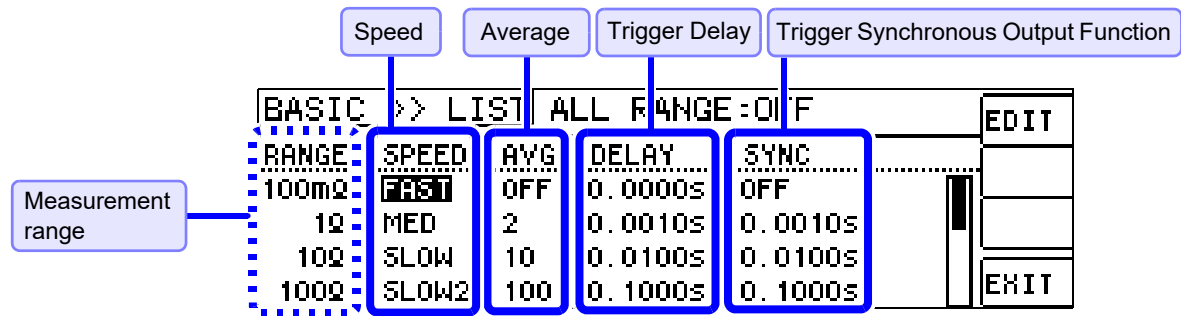 Speed
Average
Trigger Delay
Trigger Synchronous Output Function
BASIC >> LIST ALL RANGE:OFF
EDIT
RANGE SPEED AVG DELAY SYNC
100mΩ FAST OFF 0.0000s OFF
Measurement
range
1Ω MED 2 0.0010s 0.0010s
10Ω SLOW 10 0.0100s 0.0100s
100Ω SLOW2 100 0.1000s 0.1000s
EXIT